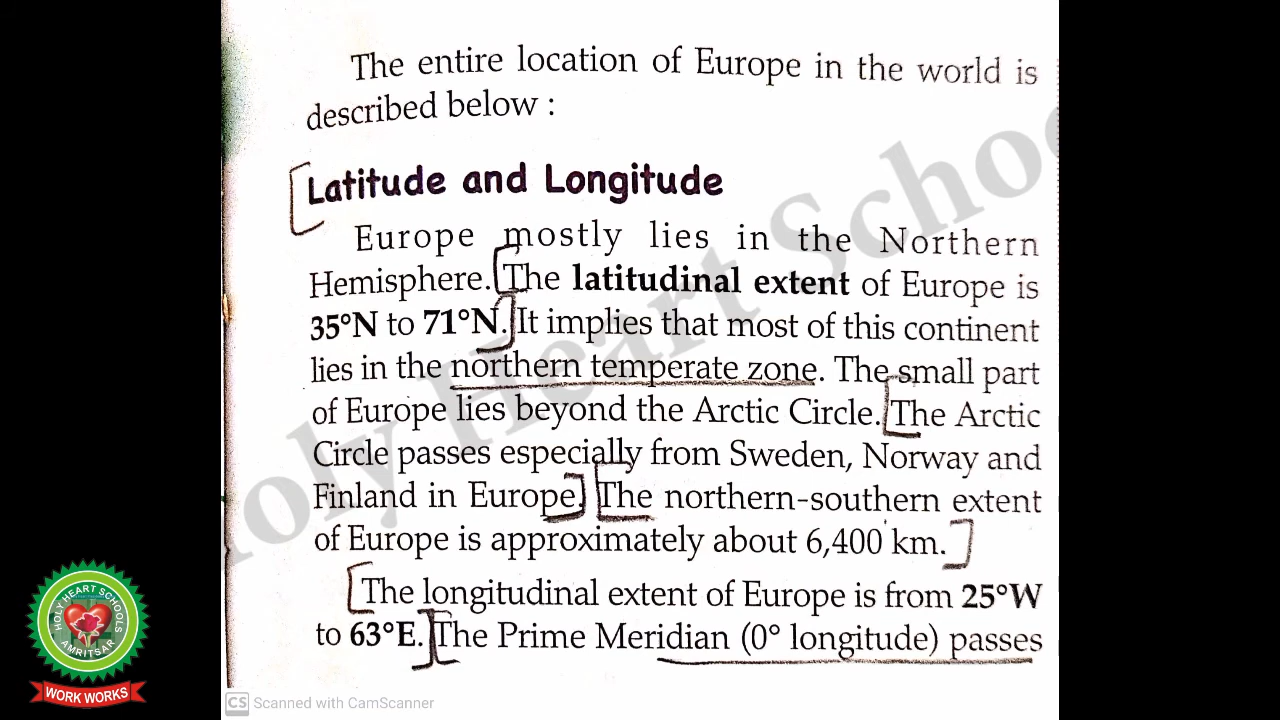 The entire location of Europe in the world is
described below :
Latitude and Longitude
Europe mostly lies in the Northern
Hemisphere. The latitudinal extent of Europe is
35°N to 71°N. It implies that most of this continent
lies in the northern temperate zone. The small part
of Europe lies beyond the Arctic Circle. The Arctic
Circle passes especially from Sweden, Norway and
Finland in Europe. The northern-southern extent
of Europe is approximately about 6,400 km.
The longitudinal extent of Europe is from 25°W
to 63°E. The Prime Meridian (0° longitude) passes
Holy Heart Schoo
HOLY HEART SCHOOLS
AMRITSAR
WORK WORKS
CS Scanned with CamScanner